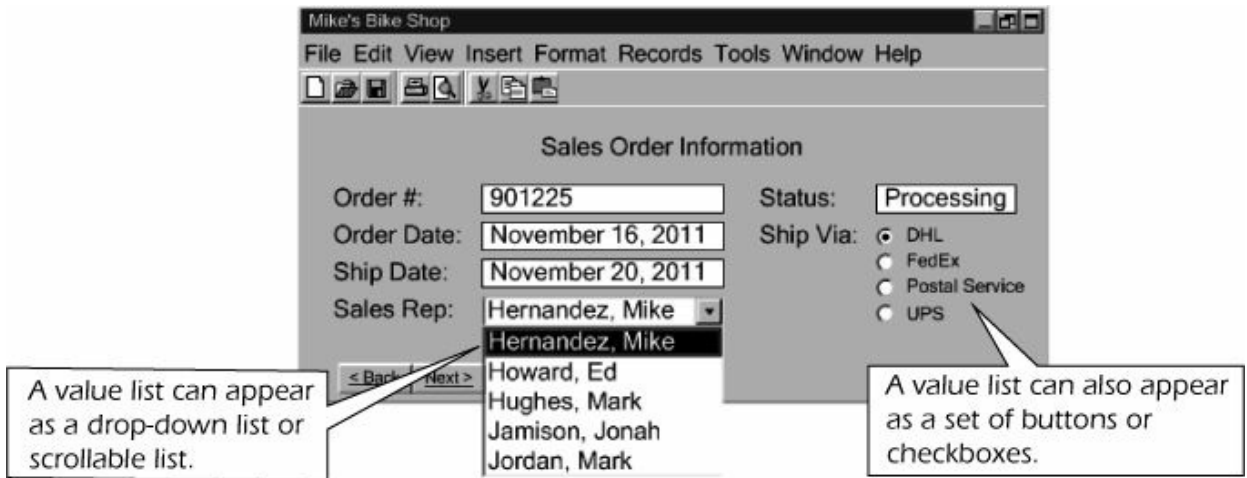 Mike's Bike Shop
File Edit View Insert Format Records Tools Window Help
Sales Order Information
Order #: 901225 Status: Processing
Order Date: November 16, 2011 Ship Via: DHL
FedEx
Ship Date: November 20, 2011 Postal Service
Sales Rep: Hernandez, Mike UPS
Hernandez, Mike
< Back Next > Howard, Ed
Hughes, Mark
Jamison, Jonah
Jordan, Mark
A value list can appear
as a drop-down list or
scrollable list.
A value list can also appear
as a set of buttons or
checkboxes.